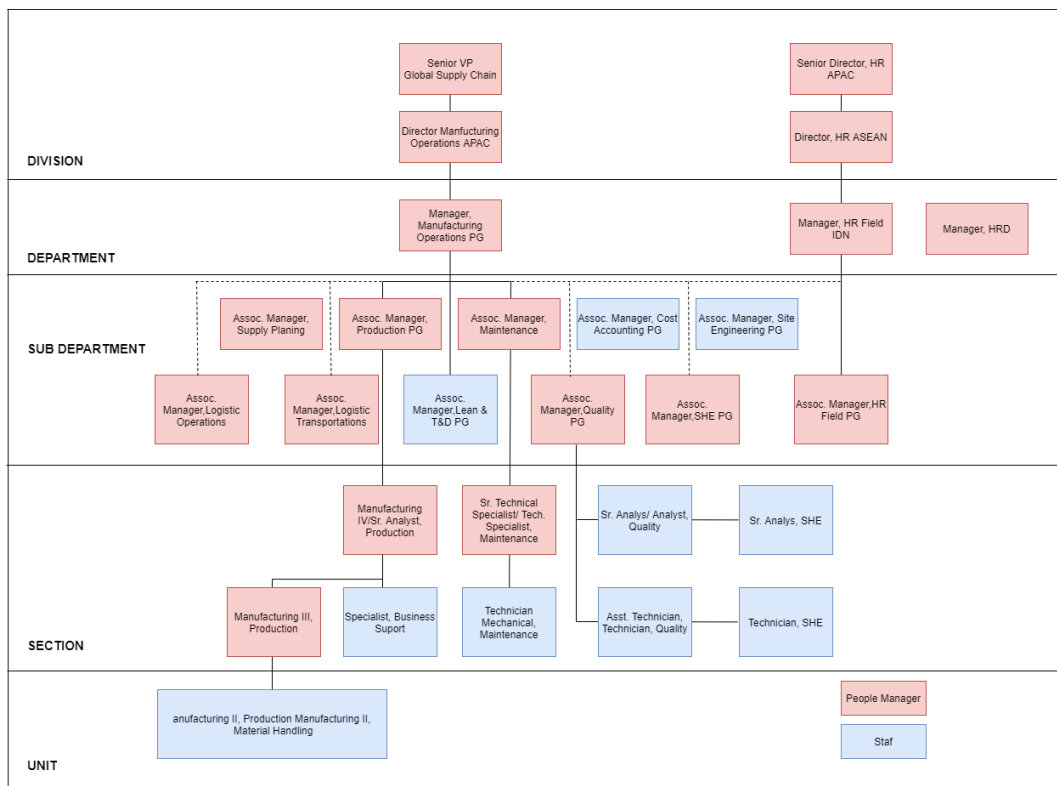 Senior VP
Global Supply Chain
Senior Director, HR
APAC
Director Manfucturing
Operations APAC
Director, HR ASEAN
DIVISION
Manager,
Manufacturing
Operations PG
Manager, HR Field
IDN
Manager, HRD
DEPARTMENT
Assoc. Manager,
Supply Planing
Assoc. Manager,
Production PG
Assoc. Manager,
Maintenance
Assoc. Manager, Cost
Accounting PG
Assoc. Manager, Site
Engineering PG
SUB DEPARTMENT
Assoc.
Manager,Logistic
Operations
Assoc.
Manager,Logistic
Transportations
Assoc.
Manager,Lean &
T&D PG
Assoc.
Manager,Quality
PG
Assoc.
Manager,SHE PG
Assoc. Manager,HR
Field PG
Manufacturing
IV/Sr. Analyst,
Production
Sr. Technical
Specialist/ Tech.
Specialist,
Maintenance
Sr. Analys/ Analyst,
Quality
Sr. Analys, SHE
Manufacturing III,
Production
Specialist, Business
Suport
Technician
Mechanical,
Maintenance
Asst. Technician,
Technician, Quality
Technician, SHE
SECTION
anufacturing II, Production Manufacturing II,
Material Handling
People Manager
Staf
UNIT